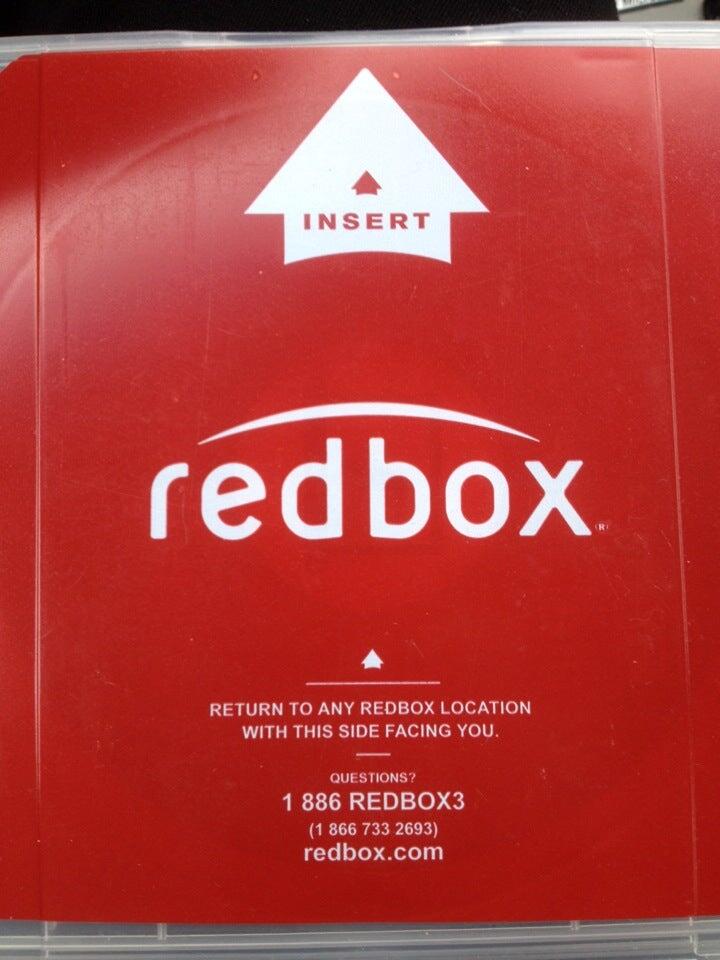 INSERT
redbox®
RETURN TO ANY REDBOX LOCATION
WITH THIS SIDE FACING YOU.
QUESTIONS?
1 886 REDBOX3
(1 866 733 2693)
redbox.com